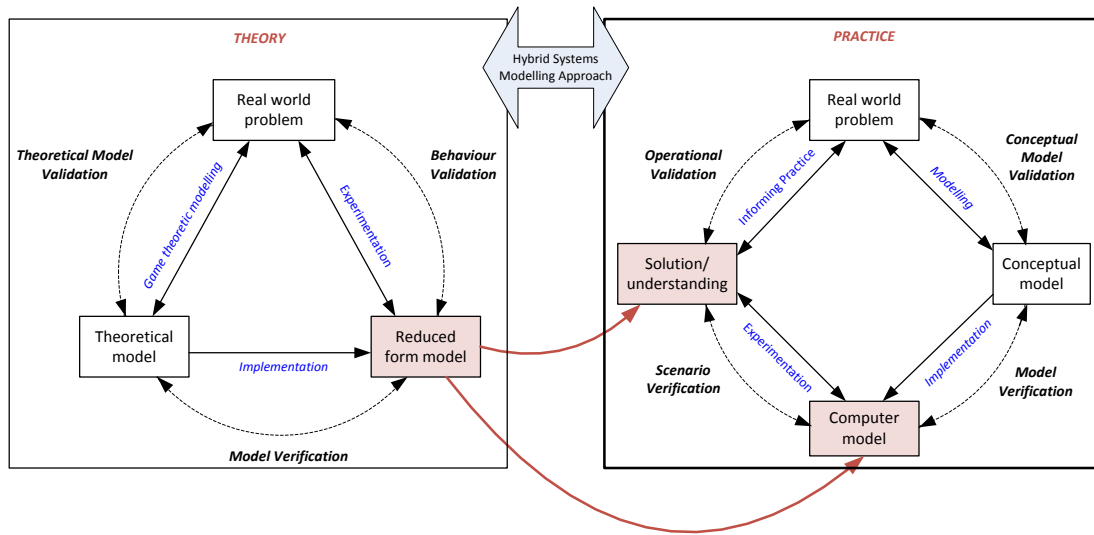 THEORY
Real world
problem
Theoretical Model
Validation
Behaviour
Validation
Game theoretic modelling
Experimentation
Theoretical
model
Implementation
Reduced
form model
Model Verification
Hybrid Systems
Modelling Approach
PRACTICE
Real world
problem
Operational
Validation
Conceptual
Model
Validation
Informing Practice
Modelling
Solution/
understanding
Conceptual
model
Experimentation
Implementation
Scenario
Verification
Model
Verification
Computer
model